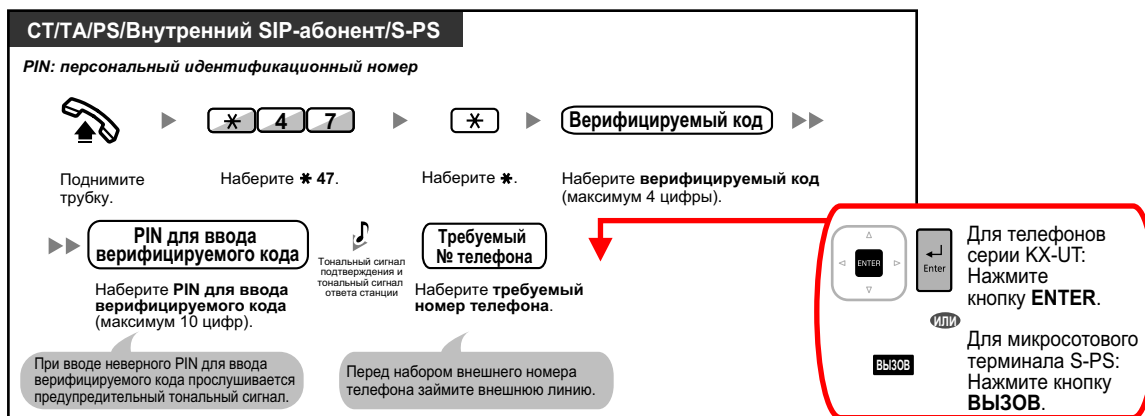 СТ/ТА/PS/Внутренний SIP-абонент/S-PS
PIN: персональный идентификационный номер
* 4 7
*
Верифицируемый код
Поднимите
трубку.
Наберите * 47.
Наберите *.
Наберите верифицируемый код
(максимум 4 цифры).
PIN для ввода
верифицируемого кода
Тональный сигнал
подтверждения и
тональный сигнал
ответа станции
Требуемый
№ телефона
Наберите PIN для ввода
верифицируемого кода
(максимум 10 цифр).
Наберите требуемый
номер телефона.
При вводе неверного PIN для ввода
верифицируемого кода прослушивается
предупредительный тональный сигнал.
Перед набором внешнего номера
телефона займите внешнюю линию.
ENTER
Enter
Для телефонов
серии KX-UT:
Нажмите
кнопку ENTER.
ИЛИ
ВЫЗОВ
Для микросотового
терминала S-PS:
Нажмите кнопку
ВЫЗОВ.